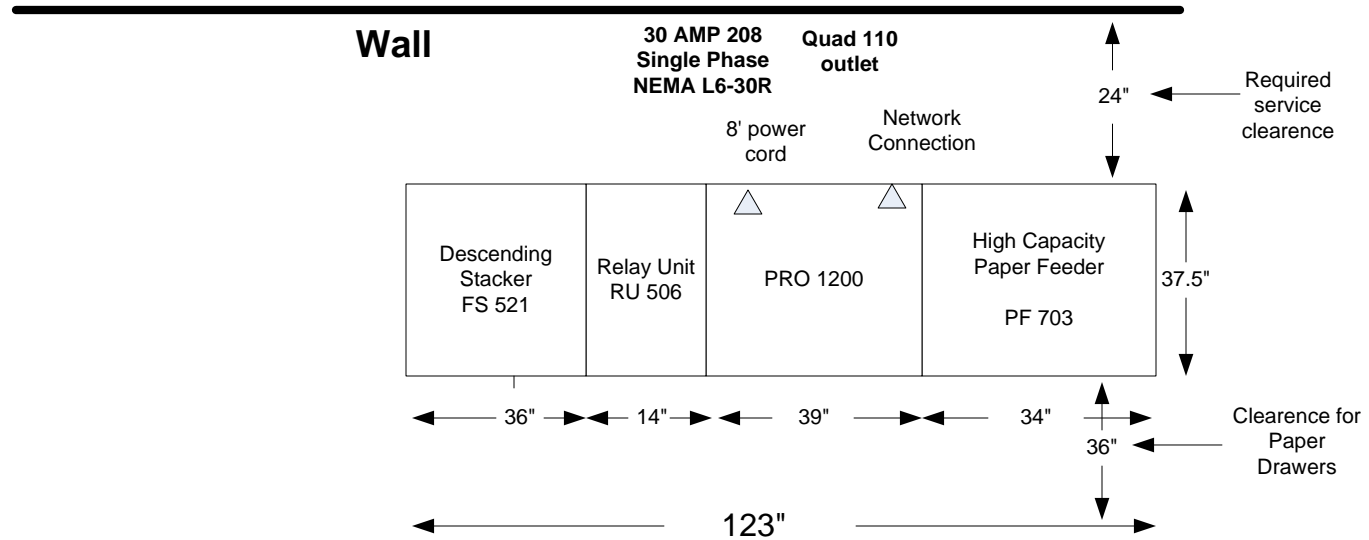 Wall
30 AMP 208
Single Phase
NEMA L6-30R
Quad 110
outlet
24"
Required
service
clearence
8' power
cord
Network
Connection
Descending
Stacker
FS 521
Relay Unit
RU 506
PRO 1200
High Capacity
Paper Feeder
PF 703
37.5"
36"
14"
39"
34"
36"
Clearence for
Paper
Drawers
123"